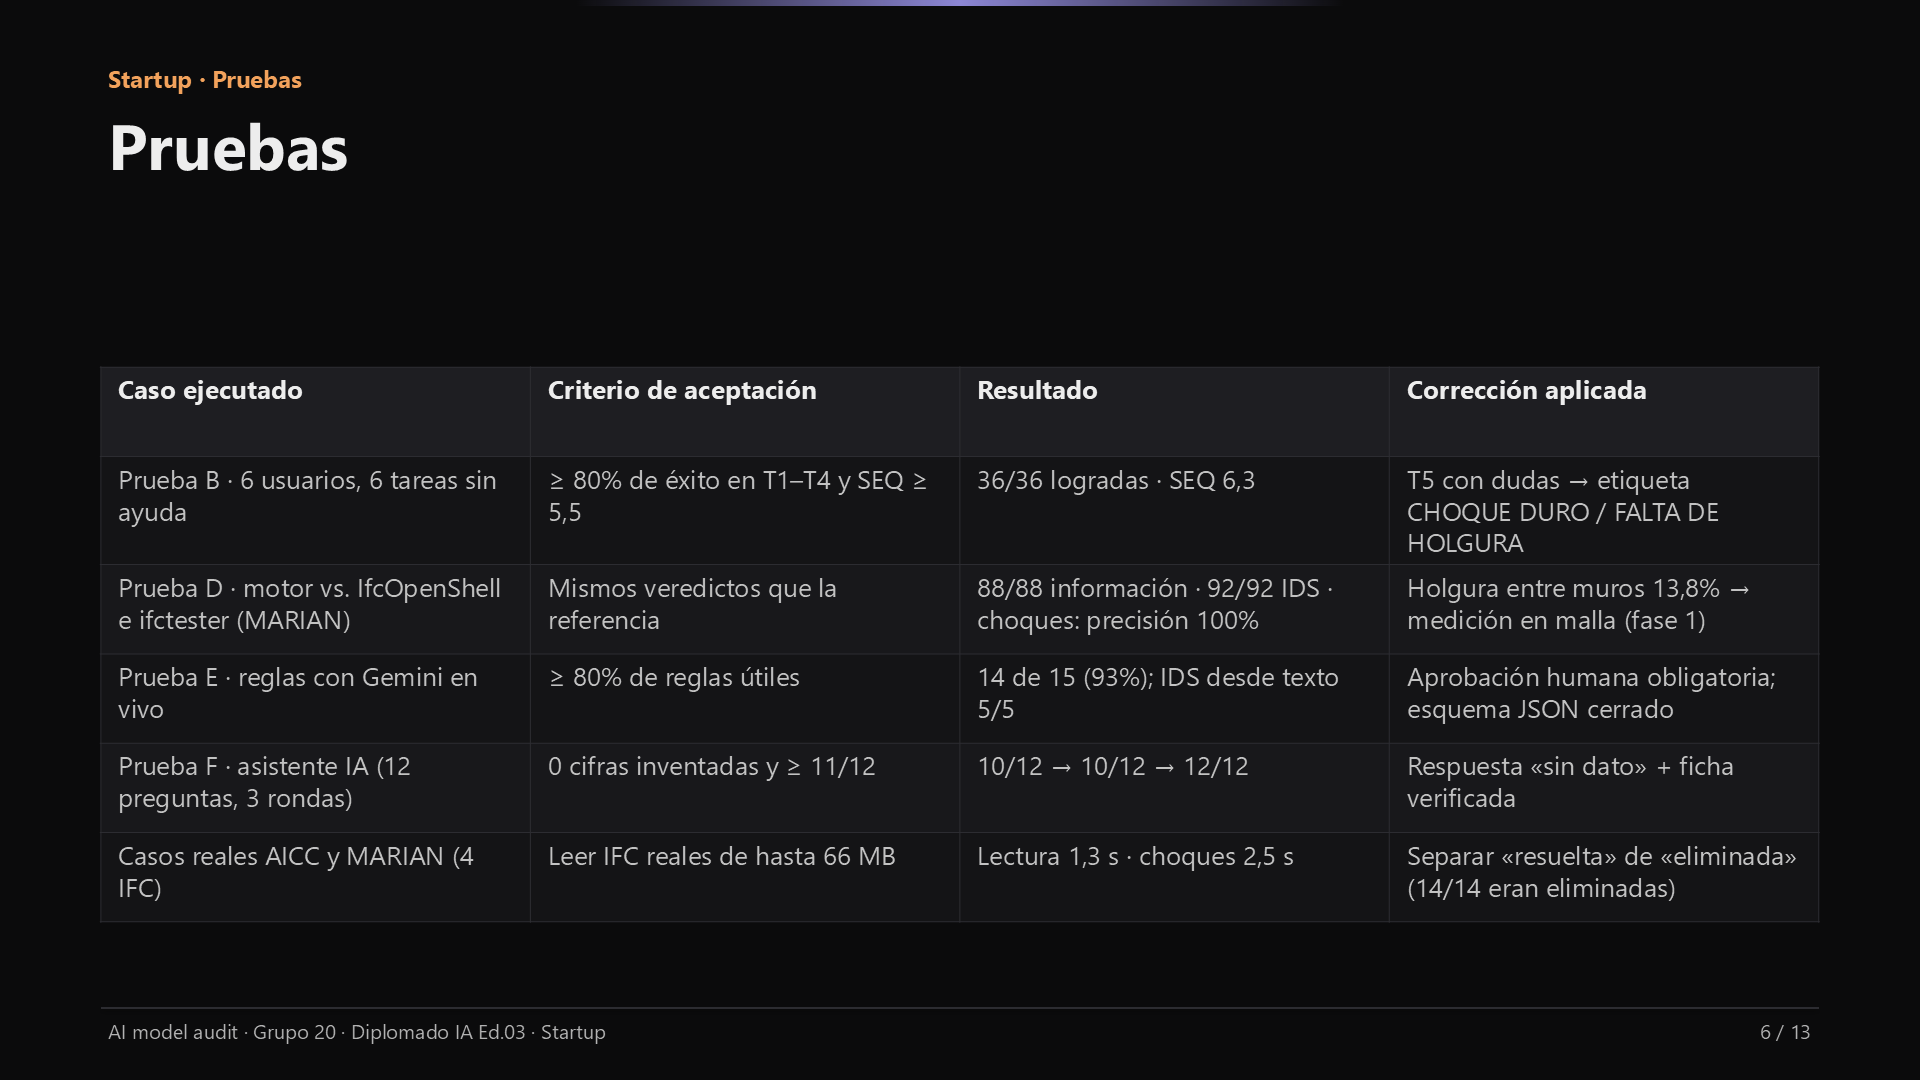 Startup · Pruebas
Pruebas
Caso ejecutado
Criterio de aceptación
Resultado
Corrección aplicada
Prueba B · 6 usuarios, 6 tareas sin
ayuda
≥ 80% de éxito en T1–T4 y SEQ ≥
5,5
36/36 logradas · SEQ 6,3
T5 con dudas → etiqueta
CHOQUE DURO / FALTA DE
HOLGURA
Prueba D · motor vs. IfcOpenShell
e ifctester (MARIAN)
Mismos veredictos que la
referencia
88/88 información · 92/92 IDS ·
choques: precisión 100%
Holgura entre muros 13,8% →
medición en malla (fase 1)
Prueba E · reglas con Gemini en
vivo
≥ 80% de reglas útiles
14 de 15 (93%); IDS desde texto
5/5
Aprobación humana obligatoria;
esquema JSON cerrado
Prueba F · asistente IA (12
preguntas, 3 rondas)
0 cifras inventadas y ≥ 11/12
10/12 → 10/12 → 12/12
Respuesta «sin dato» + ficha
verificada
Casos reales AICC y MARIAN (4
IFC)
Leer IFC reales de hasta 66 MB
Lectura 1,3 s · choques 2,5 s
Separar «resuelta» de «eliminada»
(14/14 eran eliminadas)
AI model audit · Grupo 20 · Diplomado IA Ed.03 · Startup
6 / 13